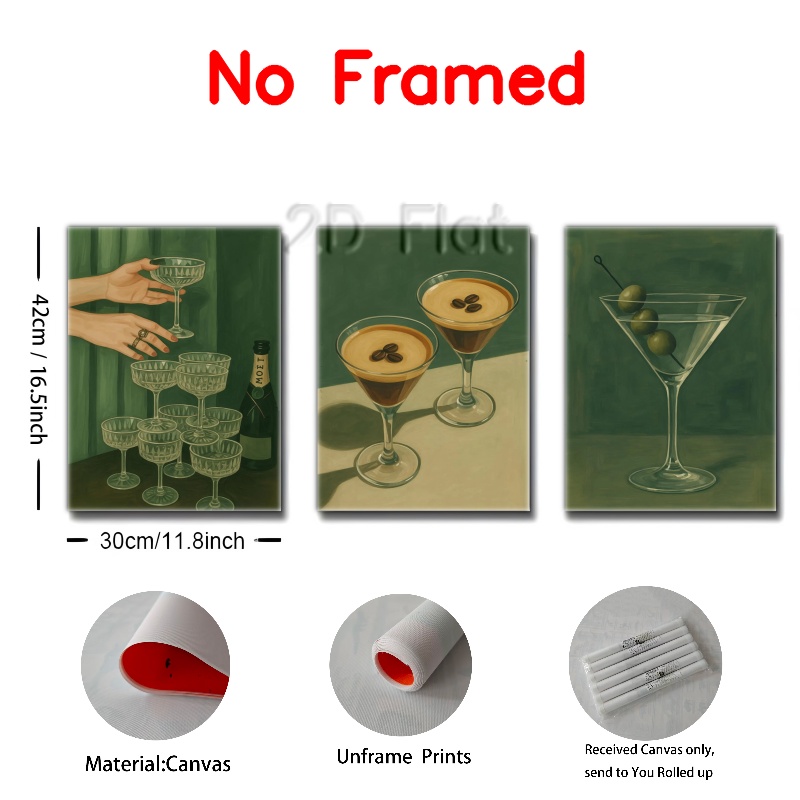 No Framed
2D Flat
42cm / 16.5inch
MOET
30cm/11.8inch
Material:Canvas
Unframe Prints
Received Canvas only,
send to You Rolled up